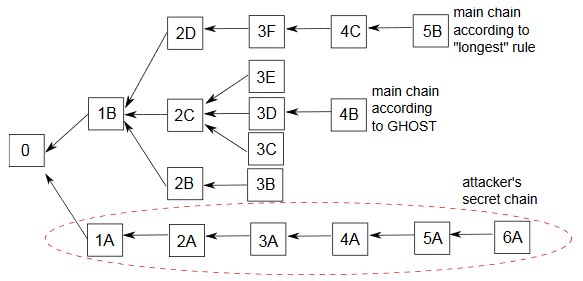 main chain
according to
"longest" rule
2D
3F
4C
5B
3E
main chain
according
to GHOST
1B
2C
3D
4B
0
3C
2B
3B
attacker's
secret chain
1A
2A
3A
4A
5A
6A